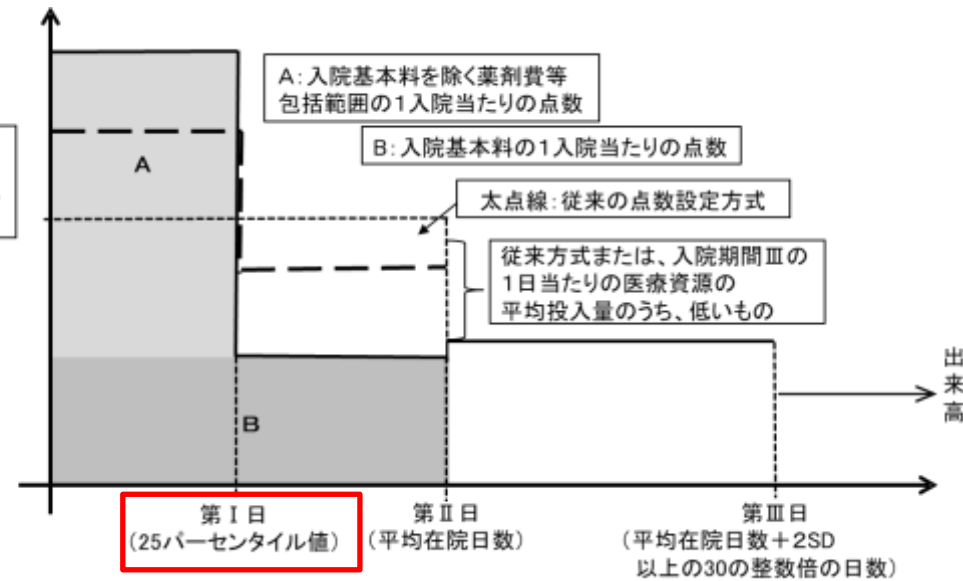 A:入院基本料を除く薬剤費等
包括範囲の1入院当たりの点数
B:入院基本料の1入院当たりの点数
A
太点線:従来の点数設定方式
従来方式または、入院期間Ⅲの
1日当たりの医療資源の
平均投入量のうち、低いもの
出
来
高
B
第Ⅰ日
(25パーセンタイル値)
第Ⅱ日
(平均在院日数)
第Ⅲ日
(平均在院日数+2SD
以上の30の整数倍の日数)